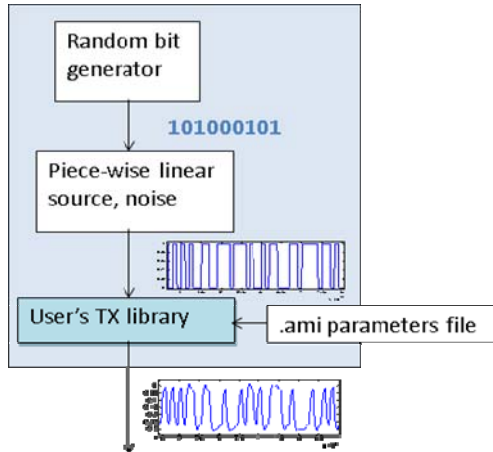 Random bit
generator
101000101
Piece-wise linear
source, noise
User's TX library
.ami parameters file